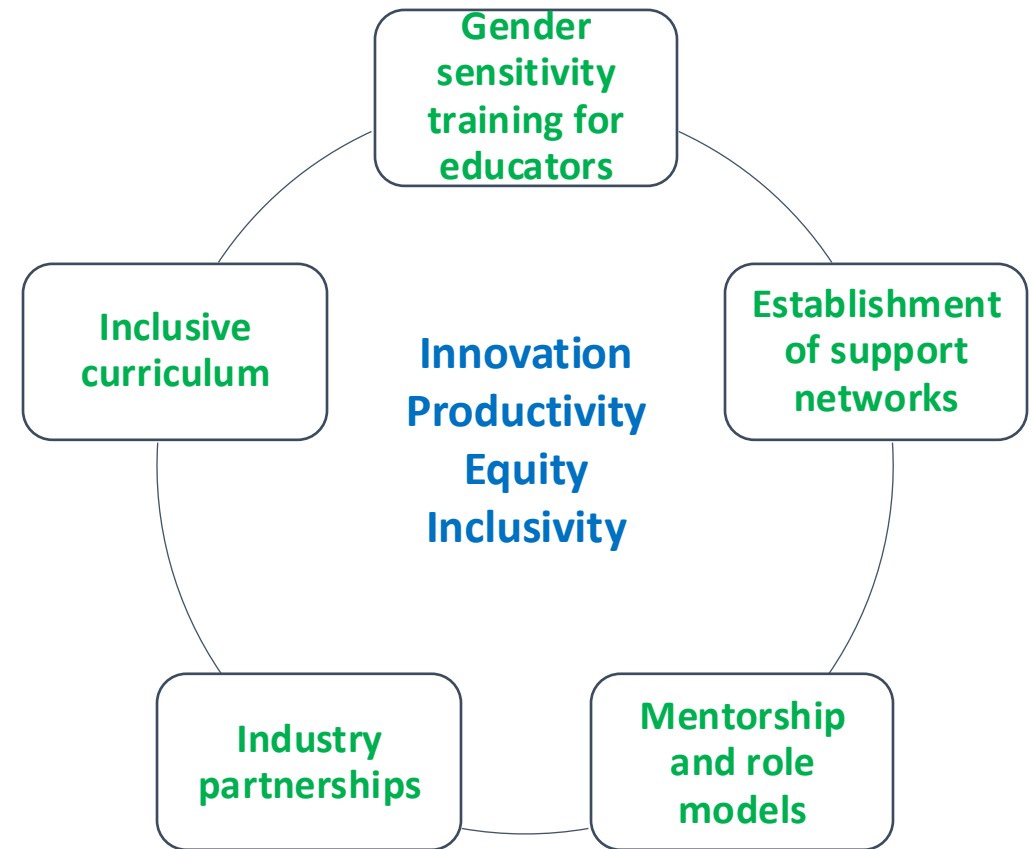 Gender
sensitivity
training for
educators
Establishment
of support
networks
Mentorship
and role
models
Industry
partnerships
Inclusive
curriculum
Innovation
Productivity
Equity
Inclusivity